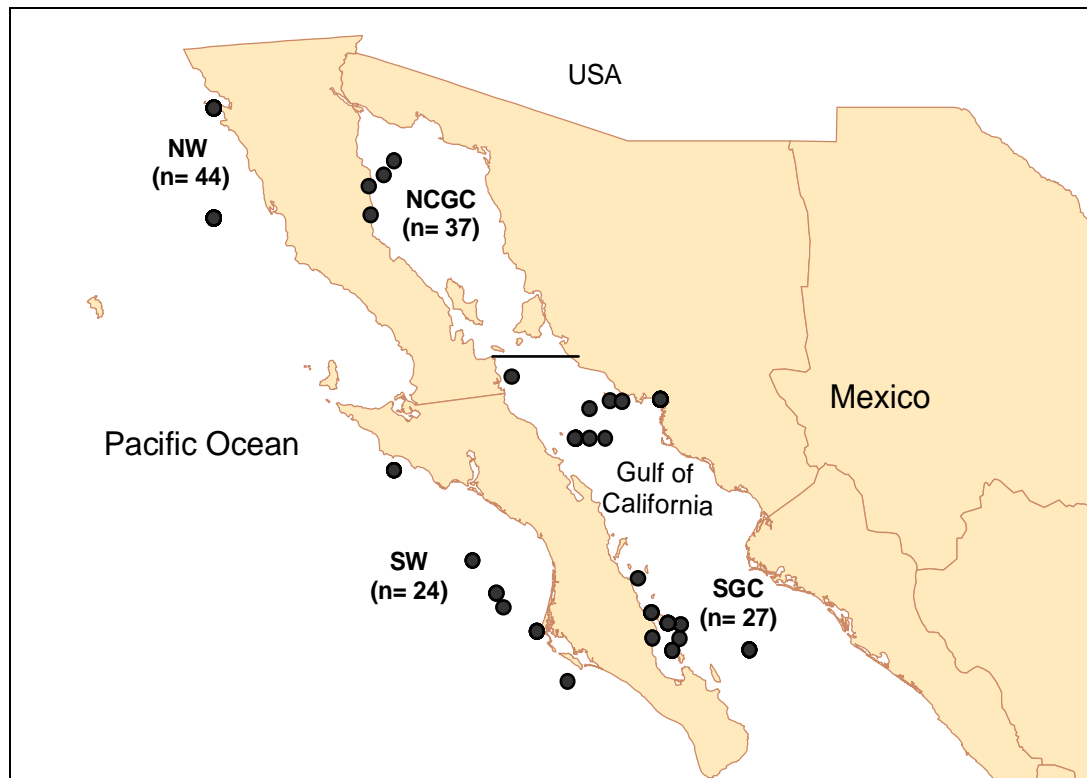 USA
NW
(n= 44)
NCGC
(n= 37)
Mexico
Pacific Ocean
Gulf of
California
SW
(n= 24)
SGC
(n= 27)